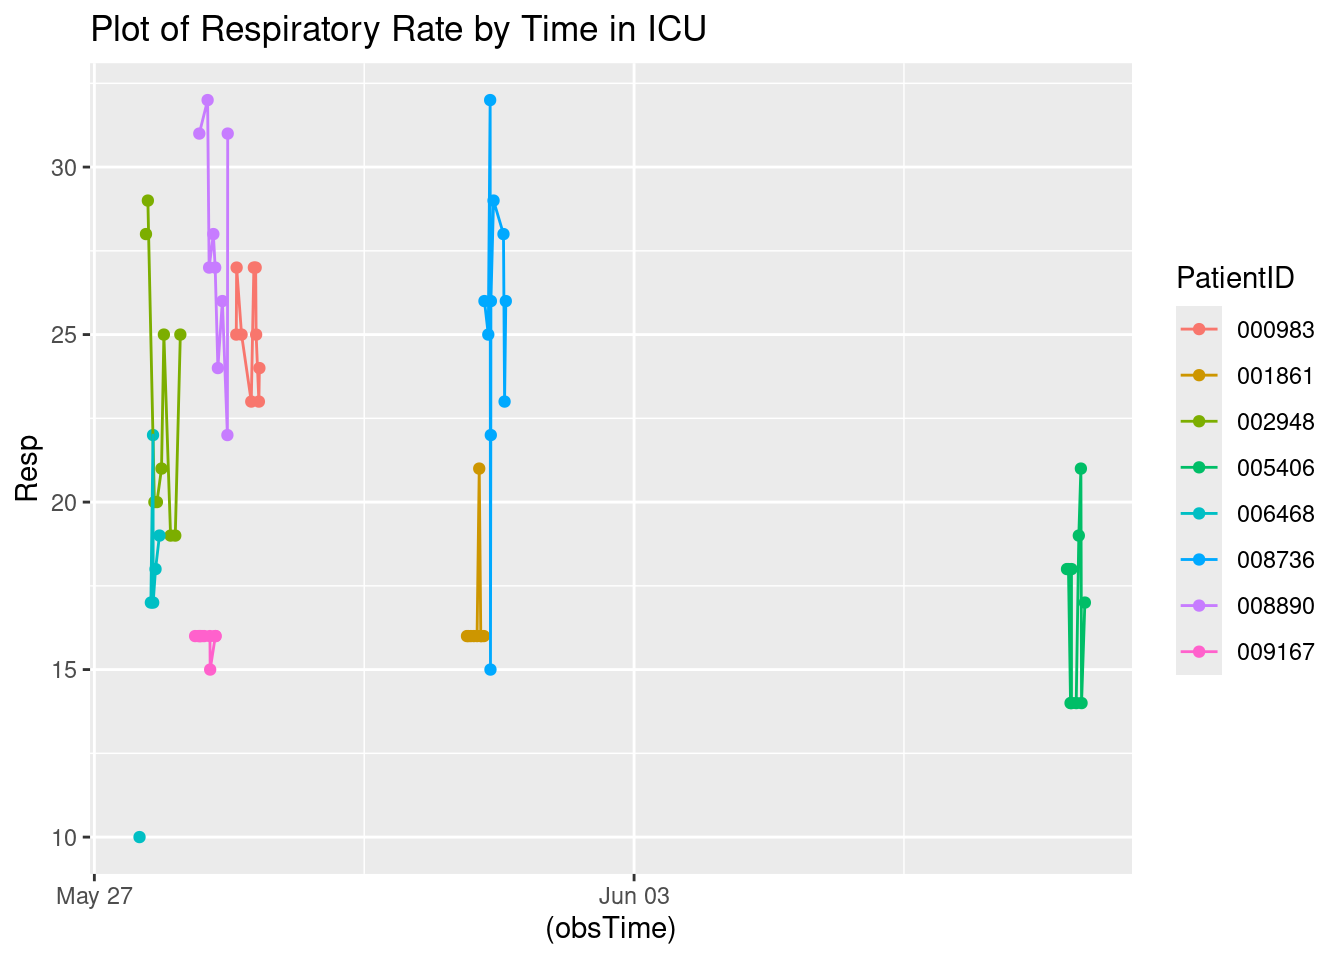 Plot of Respiratory Rate by Time in ICU
Resp
30
25
20
15
10
May 27
Jun 03
(obsTime)
PatientID
000983
001861
002948
005406
006468
008736
008890
009167